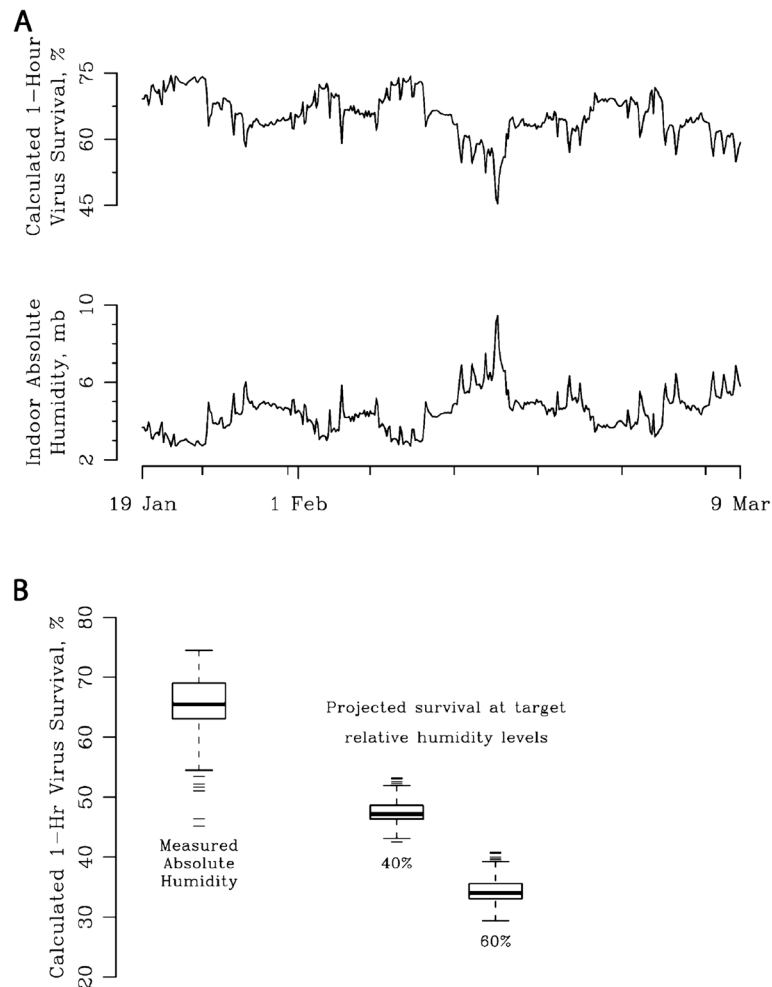 A
Calculated 1-Hour
Virus Survival, %
75
60
45
Indoor Absolute
Humidity, mb
10
6
2
19 Jan
1 Feb
9 Mar
B
Calculated 1-Hr Virus Survival, %
80
70
60
50
40
30
20
Projected survival at target
relative humidity levels
Measured
Absolute
Humidity
40%
60%